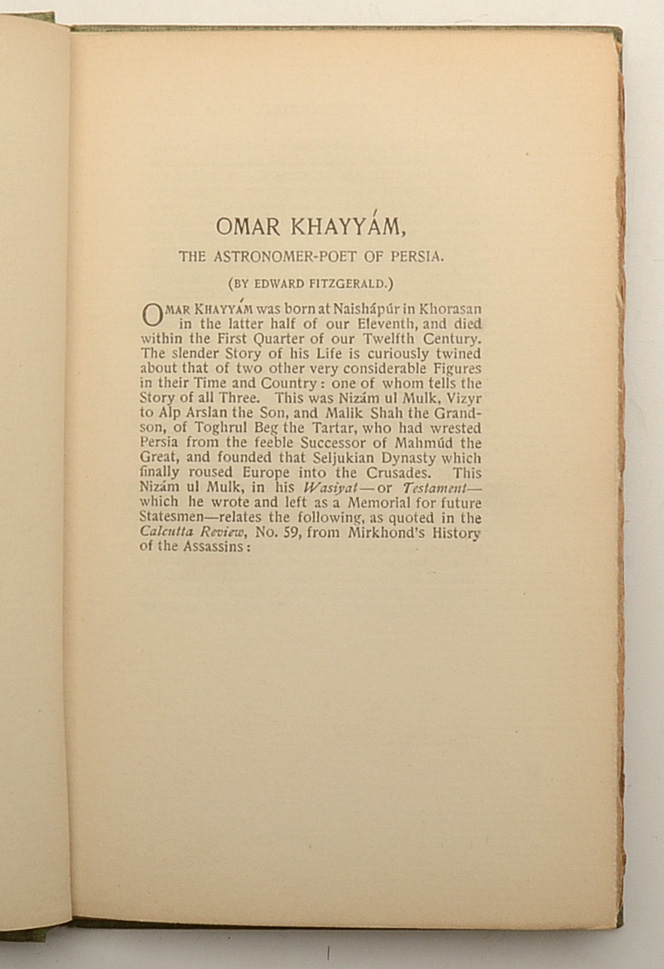 OMAR KHAYYÁM,
THE ASTRONOMER-POET OF PERSIA.
(BY EDWARD FITZGERALD.)
OMAR KHAYYÁM was born at Naishápúr in Khorasan
in the latter half of our Eleventh, and died
within the First Quarter of our Twelfth Century.
The slender Story of his Life is curiously twined
about that of two other very considerable Figures
in their Time and Country: one of whom tells the
Story of all Three. This was Nizám ul Mulk, Vizyr
to Alp Arslan the Son, and Malik Shah the Grand-
son, of Toghrul Beg the Tartar, who had wrested
Persia from the feeble Successor of Mahmúd the
Great, and founded that Seljukian Dynasty which
finally roused Europe into the Crusades. This
Nizám ul Mulk, in his Wasiyat—or Testament—
which he wrote and left as a Memorial for future
Statesmen—relates the following, as quoted in the
Calcutta Review, No. 59, from Mirkhond's History
of the Assassins: